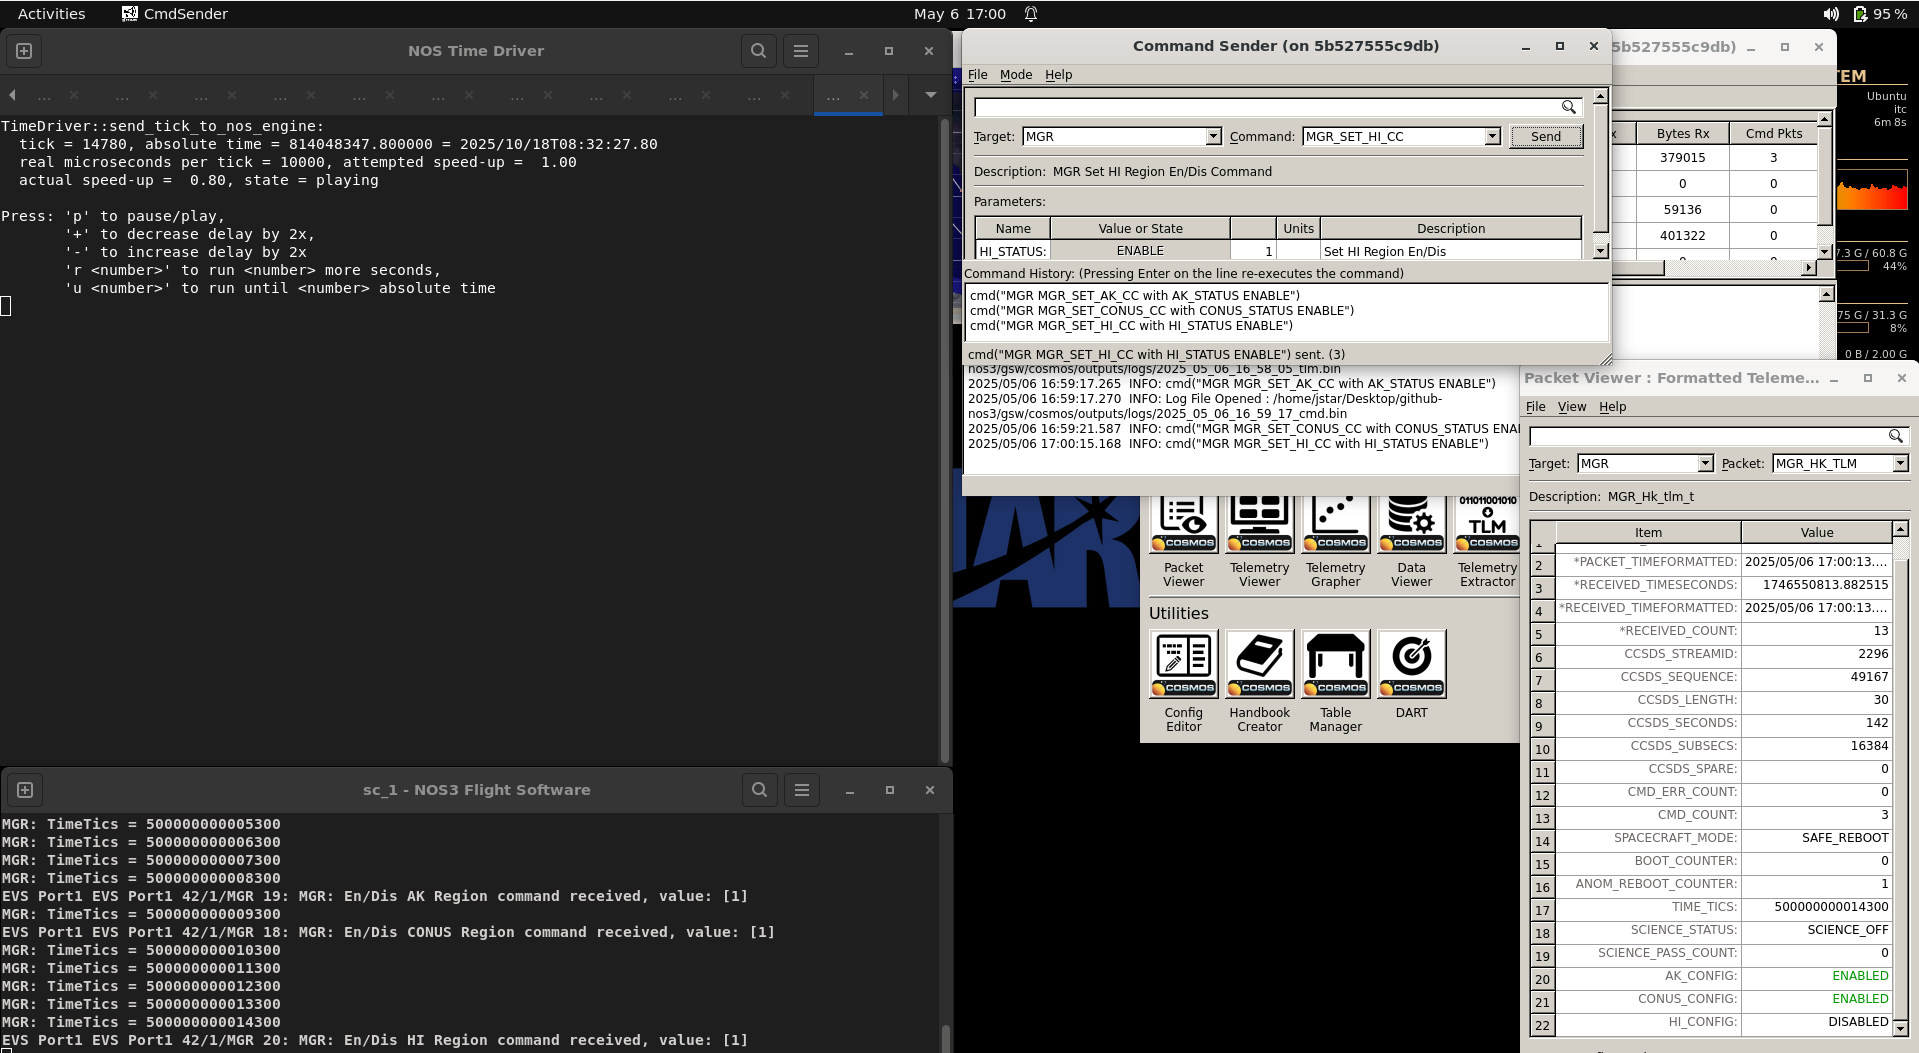 Activities
CmdSender
May 6 17:00
95 %
NOS Time Driver
... ... ... ... ... ... ... ... ... ... ...
TimeDriver::send_tick_to_nos_engine:
tick = 14780, absolute time = 814048347.800000 = 2025/10/18T08:32:27.80
real microseconds per tick = 10000, attempted speed-up = 1.00
actual speed-up = 0.80, state = playing
Press: 'p' to pause/play,
'+' to decrease delay by 2x,
'-' to increase delay by 2x
'r <number>' to run <number> more seconds,
'u <number>' to run until <number> absolute time
sc_1 - NOS3 Flight Software
MGR: TimeTics = 500000000005300
MGR: TimeTics = 500000000006300
MGR: TimeTics = 500000000007300
MGR: TimeTics = 500000000008300
EVS Port1 EVS Port1 42/1/MGR 19: MGR: En/Dis AK Region command received, value: [1]
MGR: TimeTics = 500000000009300
EVS Port1 EVS Port1 42/1/MGR 18: MGR: En/Dis CONUS Region command received, value: [1]
MGR: TimeTics = 500000000010300
MGR: TimeTics = 500000000011300
MGR: TimeTics = 500000000012300
MGR: TimeTics = 500000000013300
MGR: TimeTics = 500000000014300
EVS Port1 EVS Port1 42/1/MGR 20: MGR: En/Dis HI Region command received, value: [1]
Command Sender (on 5b527555c9db)
File Mode Help
Target: MGR Command: MGR_SET_HI_CC Send
Description: MGR Set HI Region En/Dis Command
Parameters:
Name Value or State Units Description
HI_STATUS: ENABLE 1 Set HI Region En/Dis
Command History: (Pressing Enter on the line re-executes the command)
cmd("MGR MGR_SET_AK_CC with AK_STATUS ENABLE")
cmd("MGR MGR_SET_CONUS_CC with CONUS_STATUS ENABLE")
cmd("MGR MGR_SET_HI_CC with HI_STATUS ENABLE")
cmd("MGR MGR_SET_HI_CC with HI_STATUS ENABLE") sent. (3)
nos3/gsw/cosmos/outputs/logs/2025_05_06_16_58_05_tlm.bin
2025/05/06 16:59:17.265 INFO: cmd("MGR MGR_SET_AK_CC with AK_STATUS ENABLE")
2025/05/06 16:59:17.270 INFO: Log File Opened : /home/jstar/Desktop/github-
nos3/gsw/cosmos/outputs/logs/2025_05_06_16_59_17_cmd.bin
2025/05/06 16:59:21.587 INFO: cmd("MGR MGR_SET_CONUS_CC with CONUS_STATUS ENA
2025/05/06 17:00:15.168 INFO: cmd("MGR MGR_SET_HI_CC with HI_STATUS ENABLE")
5b527555c9db)
x Bytes Rx Cmd Pkts
379015 3
0 0
59136 0
401322 0
0 0
TEM
Ubuntu
itc
6m 8s
7.3 G / 60.8 G
44%
75 G / 31.3 G
8%
0 B / 2.00 G
AR
011011001010
TLM
COSMOS COSMOS COSMOS COSMOS COSMOS
Packet Viewer
Telemetry Viewer
Telemetry Grapher
Data Viewer
Telemetry Extractor
Utilities
COSMOS COSMOS COSMOS COSMOS
Config Editor
Handbook Creator
Table Manager
DART
Packet Viewer : Formatted Teleme...
File View Help
Target: MGR Packet: MGR_HK_TLM
Description: MGR_Hk_tlm_t
Item Value
1
2 *PACKET_TIMEFORMATTED: 2025/05/06 17:00:13....
3 *RECEIVED_TIMESECONDS: 1746550813.882515
4 *RECEIVED_TIMEFORMATTED: 2025/05/06 17:00:13....
5 *RECEIVED_COUNT: 13
6 CCSDS_STREAMID: 2296
7 CCSDS_SEQUENCE: 49167
8 CCSDS_LENGTH: 30
9 CCSDS_SECONDS: 142
10 CCSDS_SUBSECS: 16384
11 CCSDS_SPARE: 0
12 CMD_ERR_COUNT: 0
13 CMD_COUNT: 3
14 SPACECRAFT_MODE: SAFE_REBOOT
15 BOOT_COUNTER: 0
16 ANOM_REBOOT_COUNTER: 1
17 TIME_TICS: 500000000014300
18 SCIENCE_STATUS: SCIENCE_OFF
19 SCIENCE_PASS_COUNT: 0
20 AK_CONFIG: ENABLED
21 CONUS_CONFIG: ENABLED
22 HI_CONFIG: DISABLED